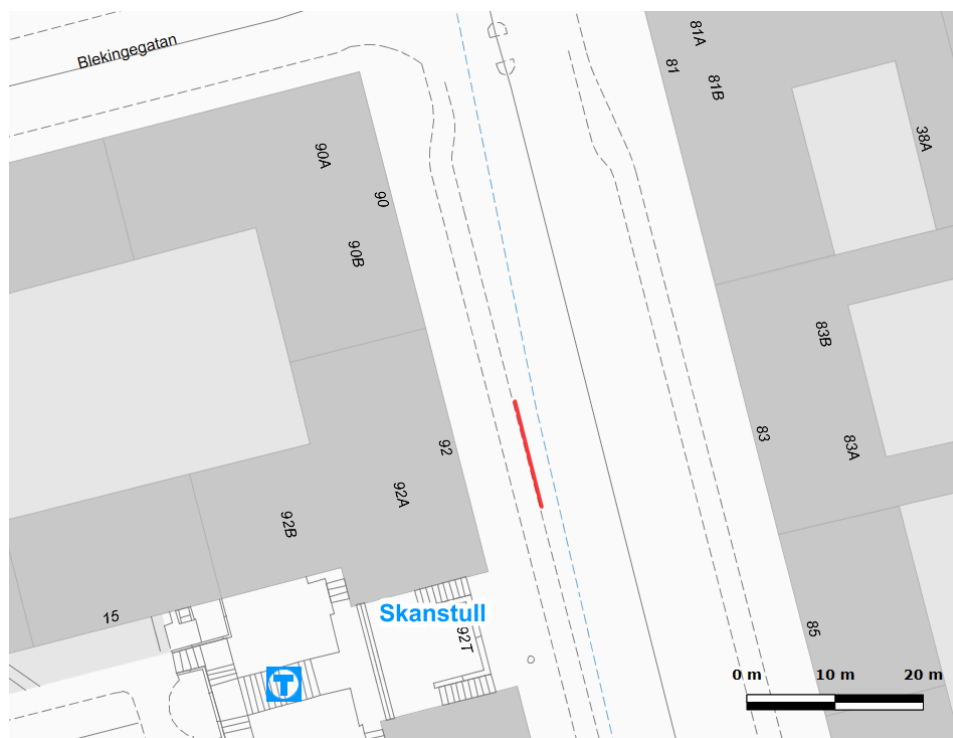 Blekingegatan
81A
81
81B
38A
90A
90
90B
83B
83
83A
92
92A
92B
15
Skanstull
92T
85
T
0 m 10 m 20 m